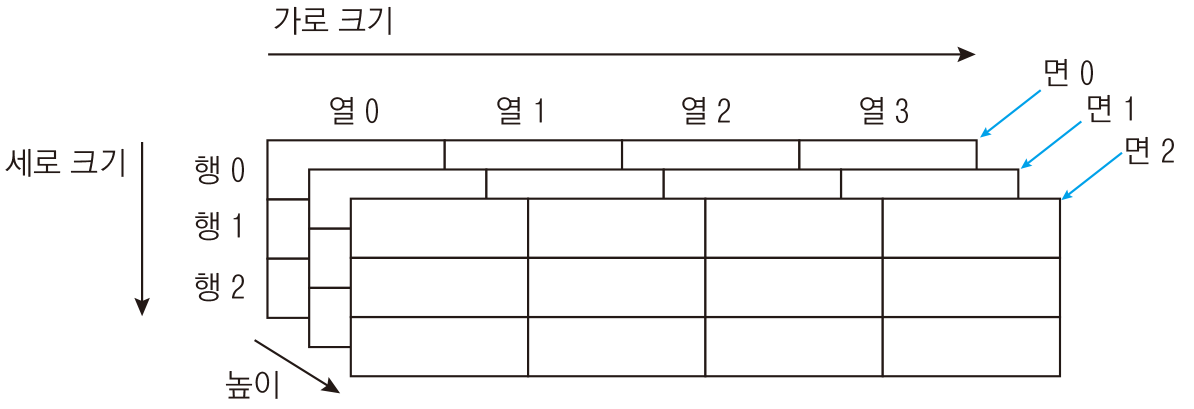 가로 크기
면 0
열 0 열 1 열 2 열 3
면 1
면 2
세로 크기
행 0
행 1
행 2
높이